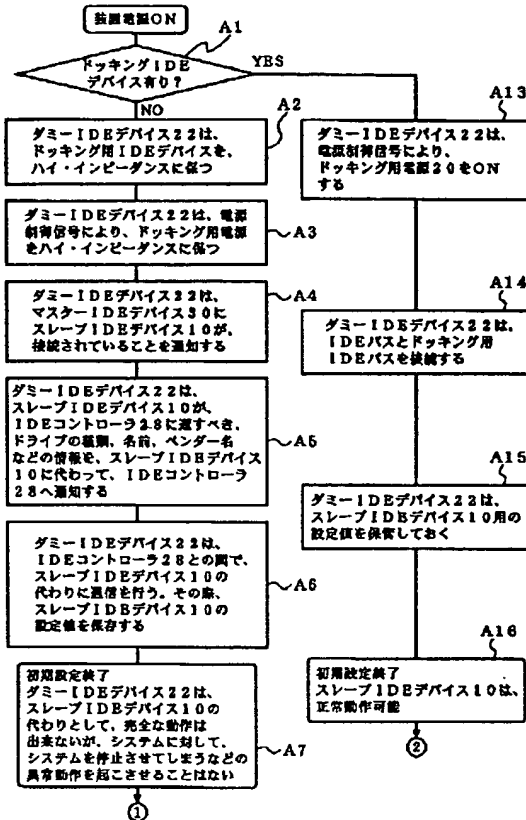 装置電源ON
A1
ドッキングIDE
デバイス有り?
YES
NO
A2
ダミーIDEデバイス22は、
ドッキング用IDEデバイスを、
ハイ・インピーダンスに保つ
ダミーIDEデバイス22は、電源
制御信号により、ドッキング用電源
をハイ・インピーダンスに保つ
A3
A4
ダミーIDEデバイス22は、
マスターIDEデバイス30に
スレーブIDEデバイス10が、
接続されていることを通知する
ダミーIDEデバイス22は、
スレーブIDEデバイス10が、
IDEコントローラ28に返すべき、
ドライブの種類、名前、ベンダー名
などの情報を、スレーブIDEデバイス
10に代わって、IDEコントローラ
28へ通知する
A5
ダミーIDEデバイス22は、
IDEコントローラ28との間で、
スレーブIDEデバイス10の
代わりに通信を行う。その際、
スレーブIDEデバイス10の
設定値を保存する
A6
初期設定終了
ダミーIDEデバイス22は、
スレーブIDEデバイス10の
代わりとして、完全な動作は
出来ないが、システムに対して、
システムを停止させてしまうなどの
異常動作を起こさせることはない
A7
①
A13
ダミーIDEデバイス22は、
電源制御信号により、
ドッキング用電源20をON
する
A14
ダミーIDEデバイス22は、
IDEバスとドッキング用
IDEバスを接続する
A15
ダミーIDEデバイス22は、
スレーブIDEデバイス10用の
設定値を保管しておく
A16
初期設定終了
スレーブIDEデバイス10は、
正常動作可能
②